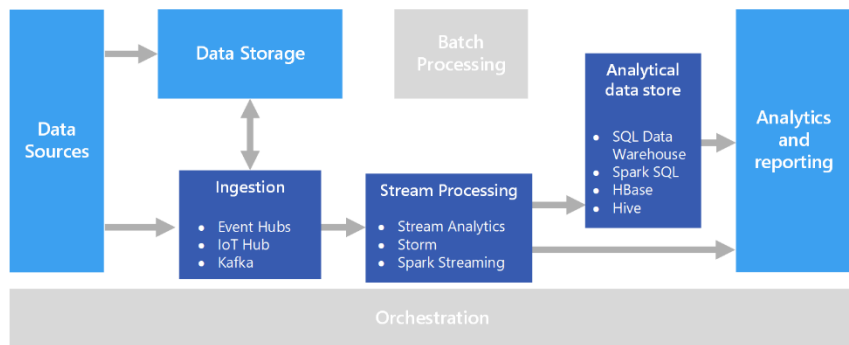 Data
Sources
Data Storage
Batch
Processing
Ingestion
• Event Hubs
• IoT Hub
• Kafka
Stream Processing
• Stream Analytics
• Storm
• Spark Streaming
Analytical
data store
• SQL Data
Warehouse
• Spark SQL
• HBase
• Hive
Analytics
and
reporting
Orchestration